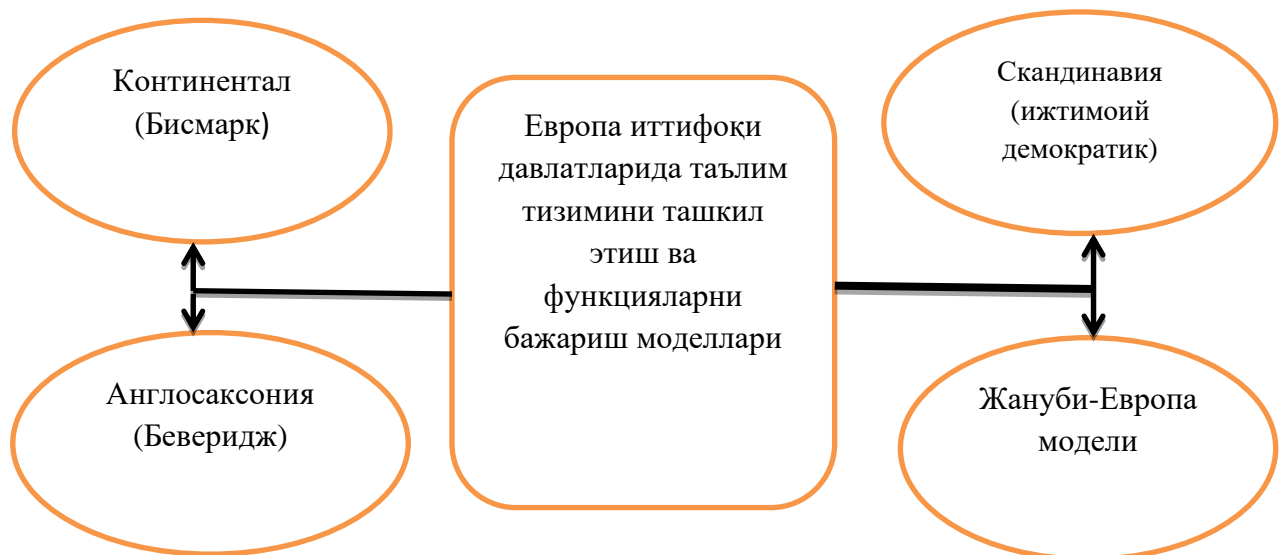 Континентал
(Бисмарк)
Англосаксония
(Беверидж)
Европа иттифоқи
давлатларида таълим
тизимини ташкил
этиш ва
функцияларни
бажариш моделлари
Скандинавия
(ижтимоий
демократик)
Жануби-Европа
модели